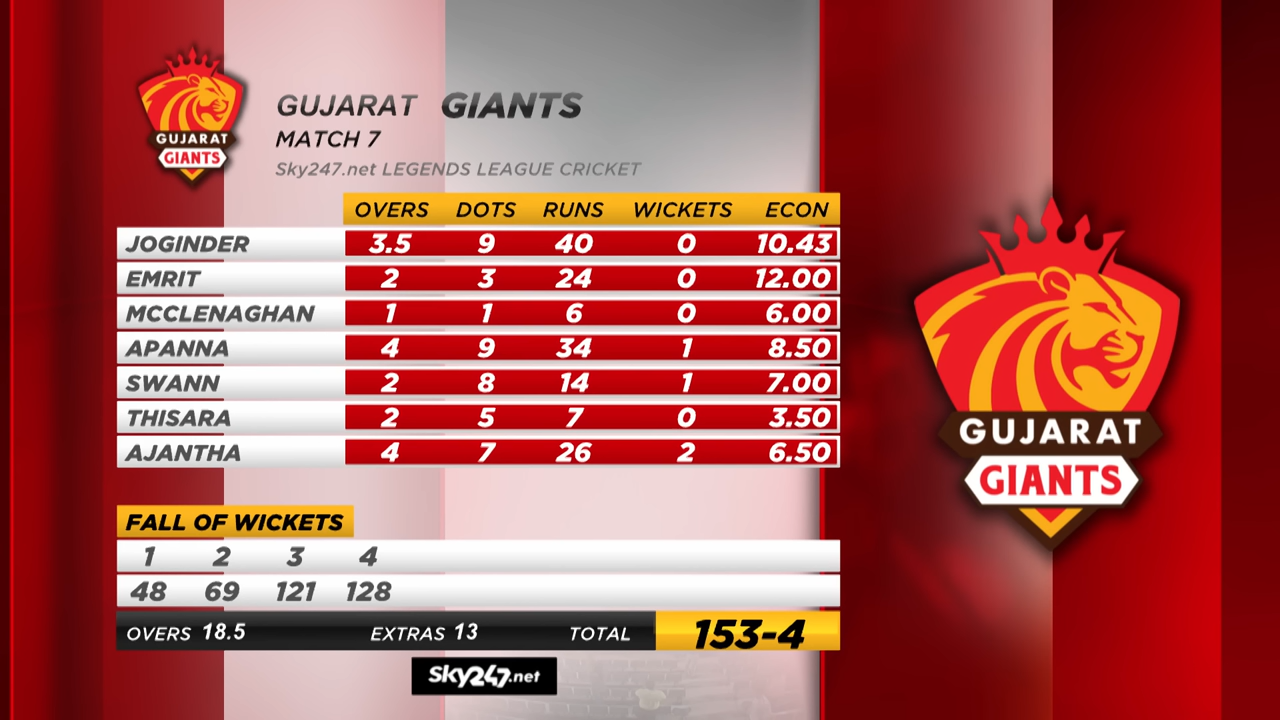 GUJARAT GIANTS
MATCH 7
Sky247.net LEGENDS LEAGUE CRICKET
GUJARAT
GIANTS
OVERS DOTS RUNS WICKETS ECON
JOGINDER 3.5 9 40 0 10.43
EMRIT 2 3 24 0 12.00
MCCLENAGHAN 1 1 6 0 6.00
APANNA 4 9 34 1 8.50
SWANN 2 8 14 1 7.00
THISARA 2 5 7 0 3.50
AJANTHA 4 7 26 2 6.50
GUJARAT
GIANTS
FALL OF WICKETS
1 2 3 4
48 69 121 128
OVERS 18.5 EXTRAS 13 TOTAL 153-4
Sky247.net